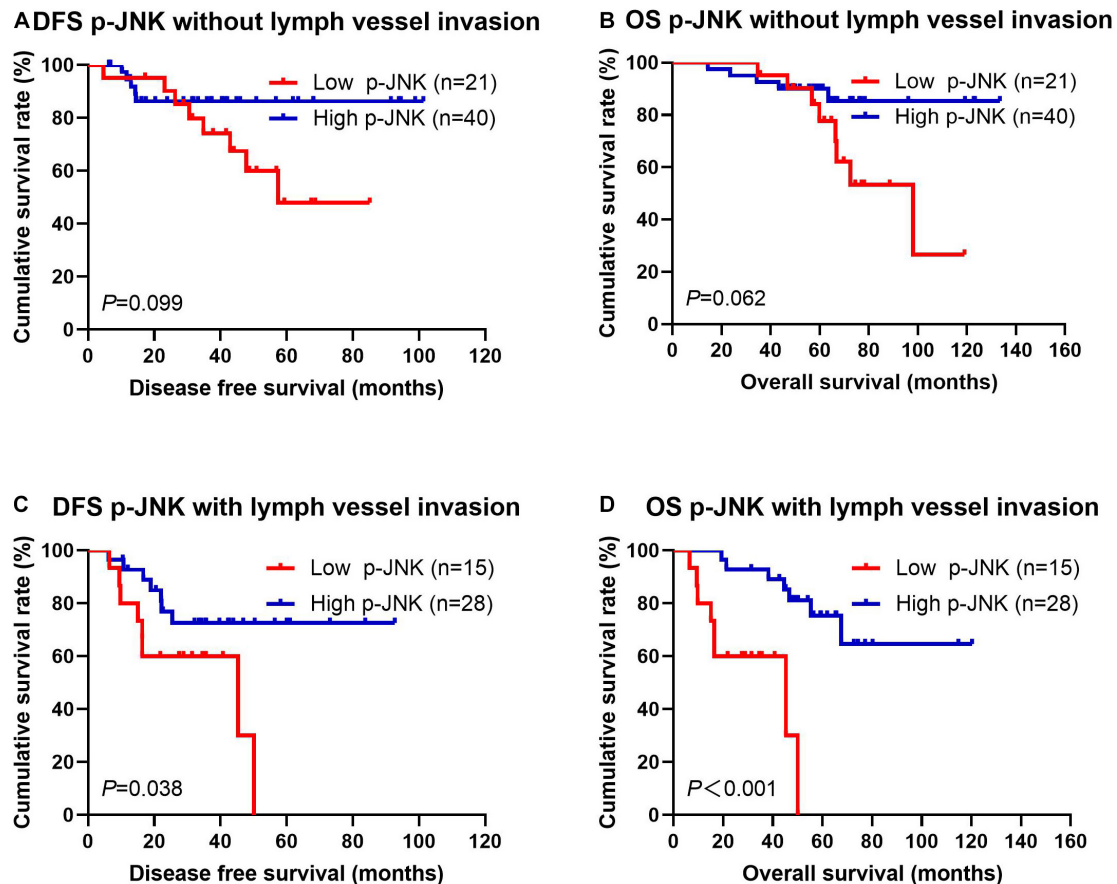 A DFS p-JNK without lymph vessel invasion
Cumulative survival rate (%)
100
80
60
40
20
0
Low p-JNK (n=21)
High p-JNK (n=40)
P=0.099
0 20 40 60 80 100 120
Disease free survival (months)
B OS p-JNK without lymph vessel invasion
Cumulative survival rate (%)
100
80
60
40
20
0
Low p-JNK (n=21)
High p-JNK (n=40)
P=0.062
0 20 40 60 80 100 120 140 160
Overall survival (months)
C DFS p-JNK with lymph vessel invasion
Cumulative survival rate (%)
100
80
60
40
20
0
Low p-JNK (n=15)
High p-JNK (n=28)
P=0.038
0 20 40 60 80 100 120
Disease free survival (months)
D OS p-JNK with lymph vessel invasion
Cumulative survival rate (%)
100
80
60
40
20
0
Low p-JNK (n=15)
High p-JNK (n=28)
P＜0.001
0 20 40 60 80 100 120 140 160
Overall survival (months)